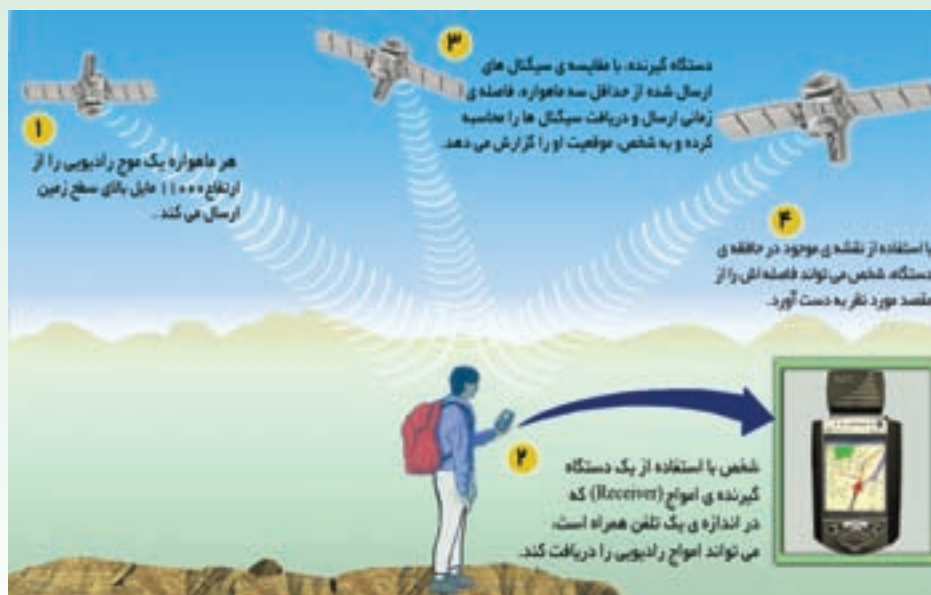 ۱
هر ماهواره یک موج رادیویی را از
ارتفاع ۱۱۰۰۰ مایل بالای سطح زمین
ارسال می کند.
۲
شخص با استفاده از یک دستگاه
گیرنده ی امواج (Receiver) که
در اندازه ی یک تلفن همراه است،
می تواند امواج رادیویی را دریافت کند.
۳
دستگاه گیرنده، با مقایسه ی سیگنال های
ارسال شده از حداقل سه ماهواره، فاصله ی
زمانی ارسال و دریافت سیگنال ها را محاسبه
کرده و به شخص، موقعیت او را گزارش می دهد.
۴
با استفاده از نقشه ی موجود در حافظه ی
دستگاه، شخص می تواند فاصله اش را از
مقصد مورد نظر به دست آورد.